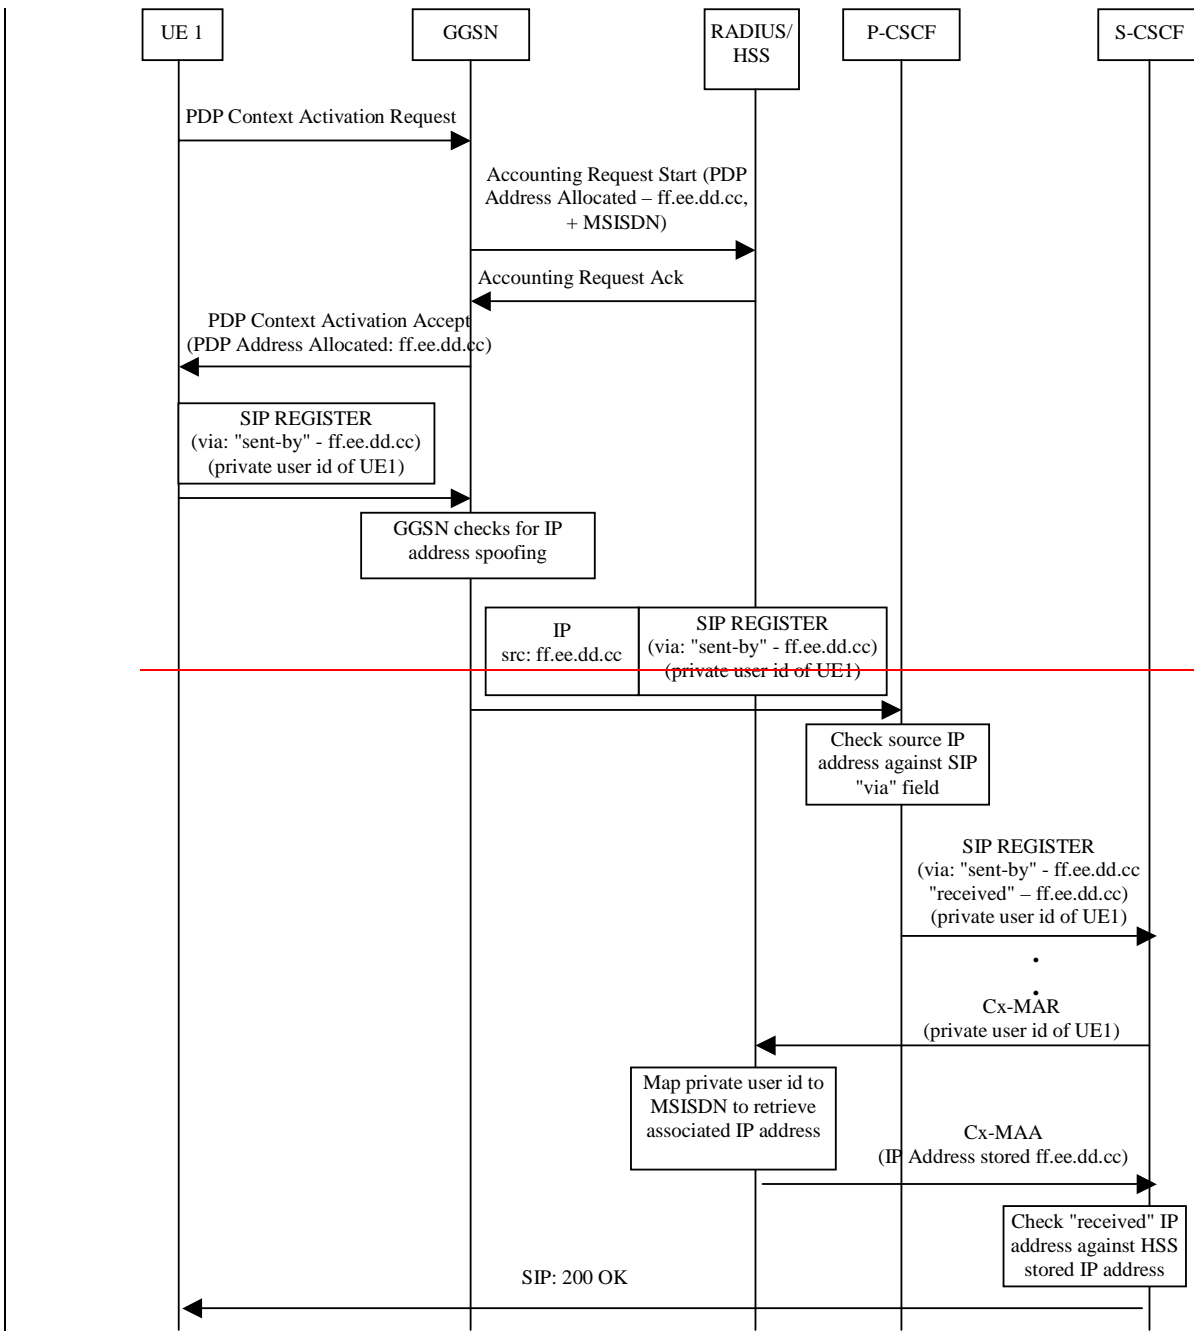 UE 1
GGSN
RADIUS/
HSS
P-CSCF
S-CSCF
PDP Context Activation Request
Accounting Request Start (PDP
Address Allocated – ff.ee.dd.cc,
+ MSISDN)
Accounting Request Ack
PDP Context Activation Accept
(PDP Address Allocated: ff.ee.dd.cc)
SIP REGISTER
(via: "sent-by" - ff.ee.dd.cc)
(private user id of UE1)
GGSN checks for IP
address spoofing
IP
src: ff.ee.dd.cc
SIP REGISTER
(via: "sent-by" - ff.ee.dd.cc)
(private user id of UE1)
Check source IP
address against SIP
"via" field
SIP REGISTER
(via: "sent-by" - ff.ee.dd.cc
"received" – ff.ee.dd.cc)
(private user id of UE1)
.
.
Cx-MAR
(private user id of UE1)
Map private user id to
MSISDN to retrieve
associated IP address
Cx-MAA
(IP Address stored ff.ee.dd.cc)
Check "received" IP
address against HSS
stored IP address
SIP: 200 OK